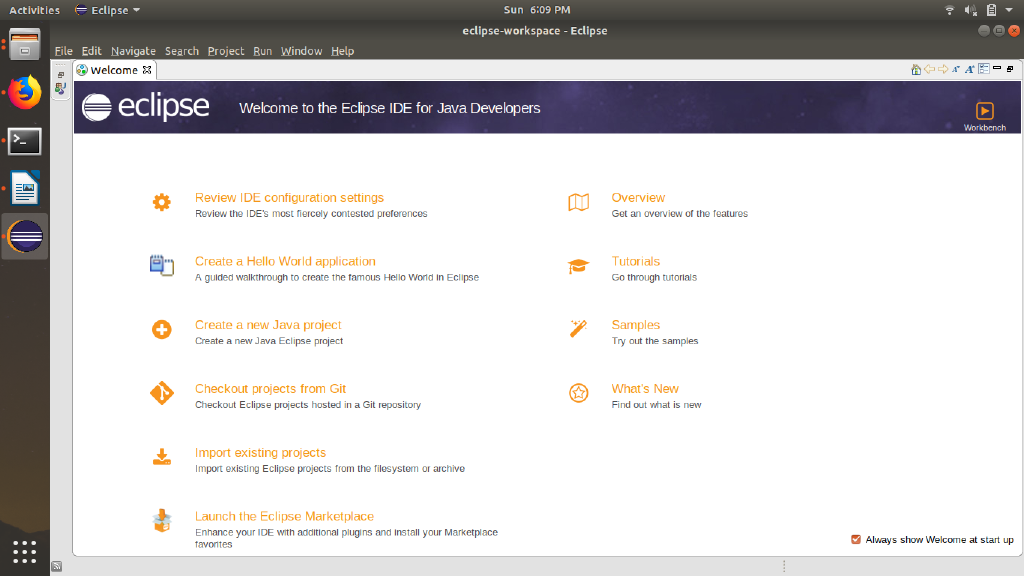 Activities Eclipse Sun 6:09 PM
eclipse-workspace - Eclipse
File Edit Navigate Search Project Run Window Help
Welcome
eclipse Welcome to the Eclipse IDE for Java Developers
Workbench
Review IDE configuration settings
Review the IDE's most fiercely contested preferences
Overview
Get an overview of the features
Create a Hello World application
A guided walkthrough to create the famous Hello World in Eclipse
Tutorials
Go through tutorials
Create a new Java project
Create a new Java Eclipse project
Samples
Try out the samples
Checkout projects from Git
Checkout Eclipse projects hosted in a Git repository
What's New
Find out what is new
Import existing projects
Import existing Eclipse projects from the filesystem or archive
Launch the Eclipse Marketplace
Enhance your IDE with additional plugins and install your Marketplace
favorites
Always show Welcome at start up